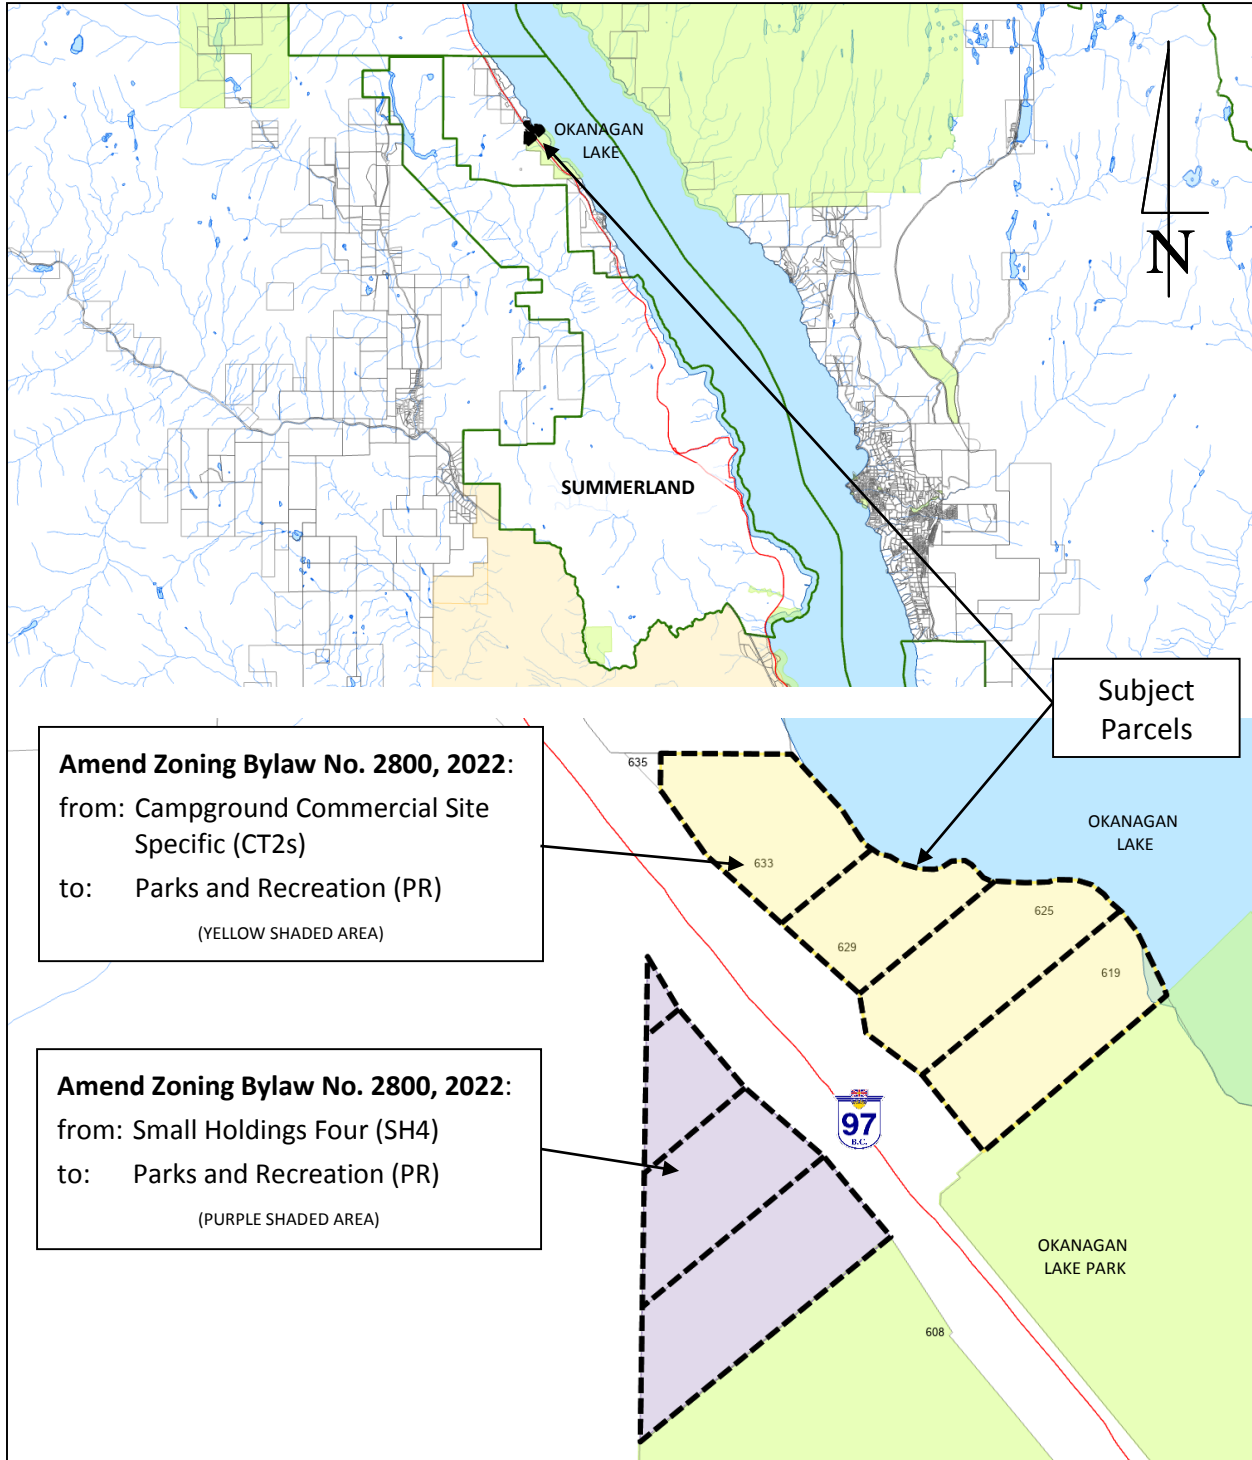 OKANAGAN
LAKE
N
SUMMERLAND
Subject
Parcels
Amend Zoning Bylaw No. 2800, 2022:
from: Campground Commercial Site
Specific (CT2s)
to: Parks and Recreation (PR)
(YELLOW SHADED AREA)
635
633
629
625
619
OKANAGAN
LAKE
Amend Zoning Bylaw No. 2800, 2022:
from: Small Holdings Four (SH4)
to: Parks and Recreation (PR)
(PURPLE SHADED AREA)
97
B.C.
OKANAGAN
LAKE PARK
608